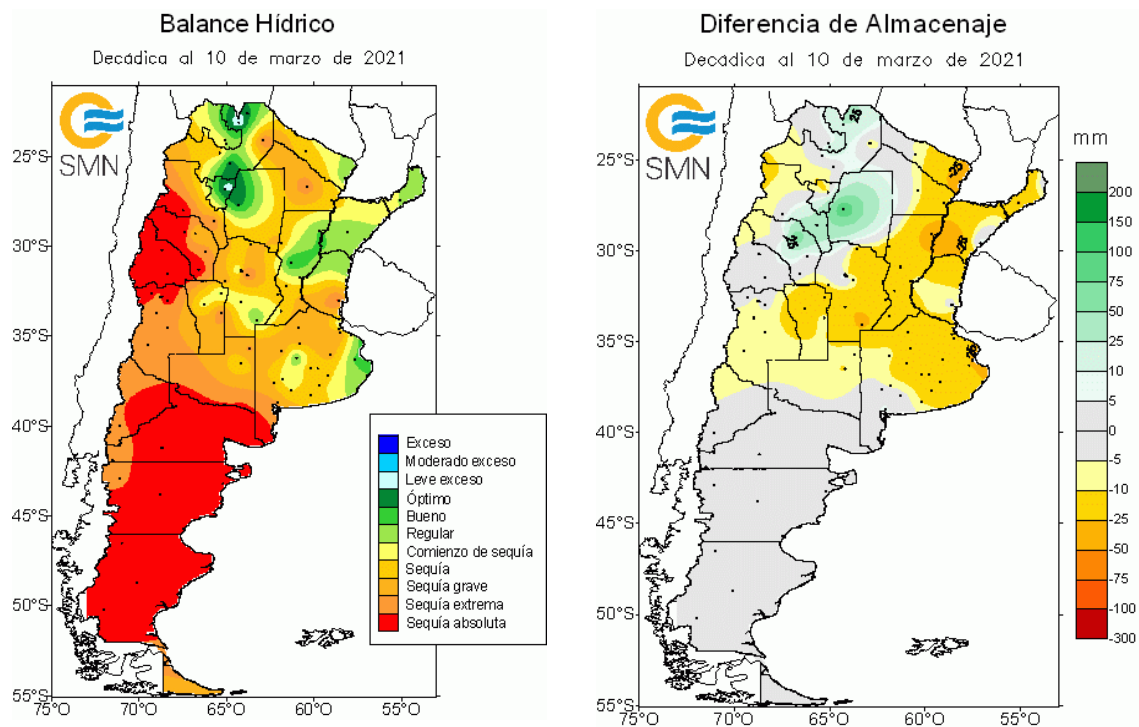 Balance Hídrico
Decádica al 10 de marzo de 2021
SMN
25°S
30°S
35°S
40°S
45°S
50°S
55°S
75°O
70°O
65°O
60°O
55°O
Exceso
Moderado exceso
Leve exceso
Óptimo
Bueno
Regular
Comienzo de sequía
Sequía
Sequía grave
Sequía extrema
Sequía absoluta
Diferencia de Almacenaje
Decádica al 10 de marzo de 2021
SMN
25°S
30°S
35°S
40°S
45°S
50°S
55°S
75°O
70°O
65°O
60°O
55°O
25
-25
-25
mm
200
150
100
75
50
25
10
5
0
-5
-10
-25
-50
-75
-100
-300